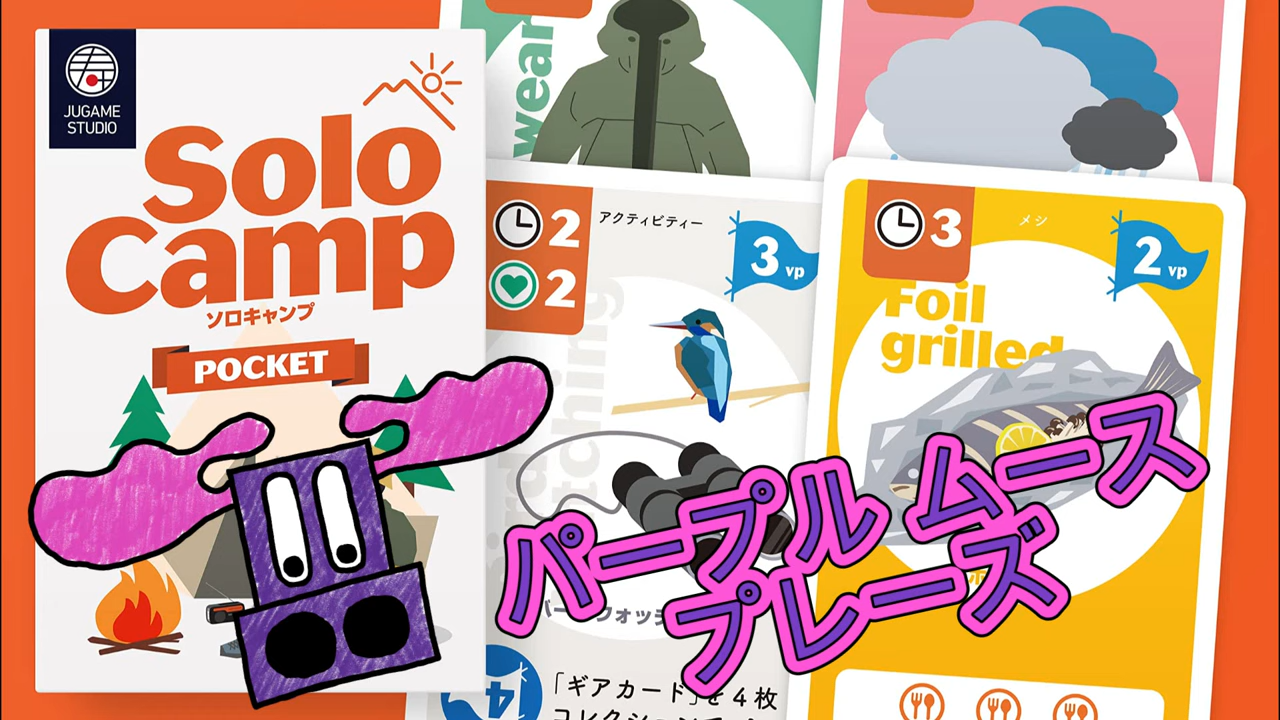 JUGAME
STUDIO
Solo
Camp
ソロキャンプ
POCKET
wear
2
アクティビティー
3 vp
2
3
メシ
2 vp
Foil
grilled
パープル ムース
プレーズ
4
「ギアカード」を4枚